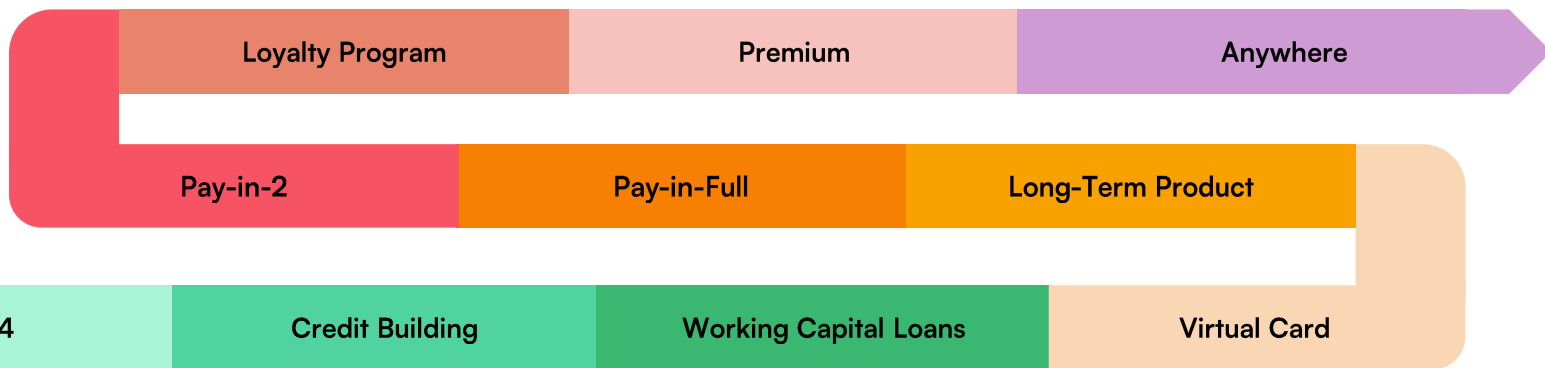 Loyalty Program Premium Anywhere
Pay-in-2 Pay-in-Full Long-Term Product
4 Credit Building Working Capital Loans Virtual Card